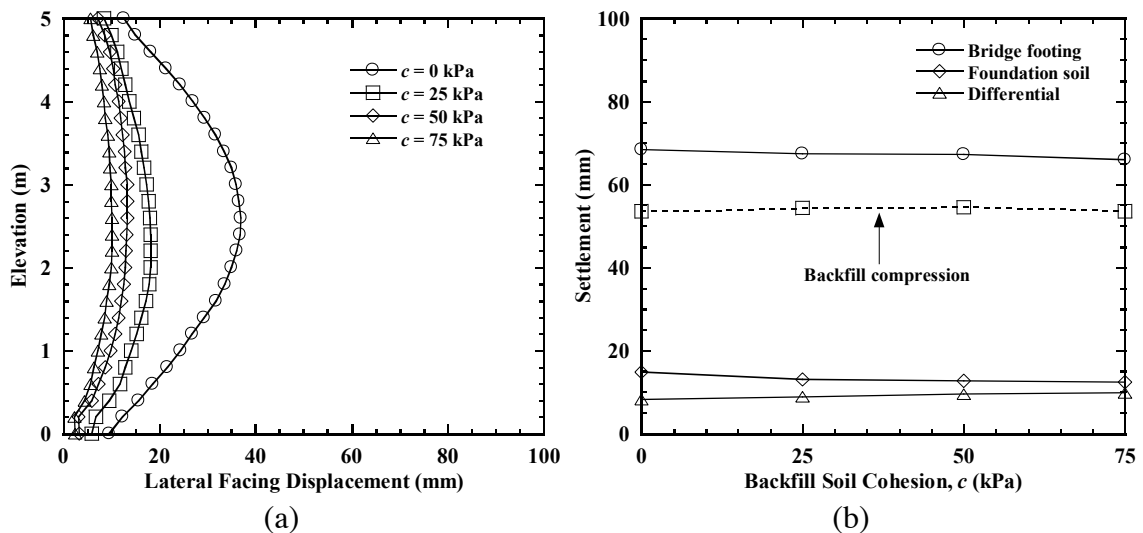 5
4
3
2
1
0
Elevation (m)
c = 0 kPa
c = 25 kPa
c = 50 kPa
c = 75 kPa
0 20 40 60 80 100
Lateral Facing Displacement (mm)
(a)
100
80
60
40
20
0
Settlement (mm)
Bridge footing
Foundation soil
Differential
Backfill compression
0 25 50 75
Backfill Soil Cohesion, c (kPa)
(b)